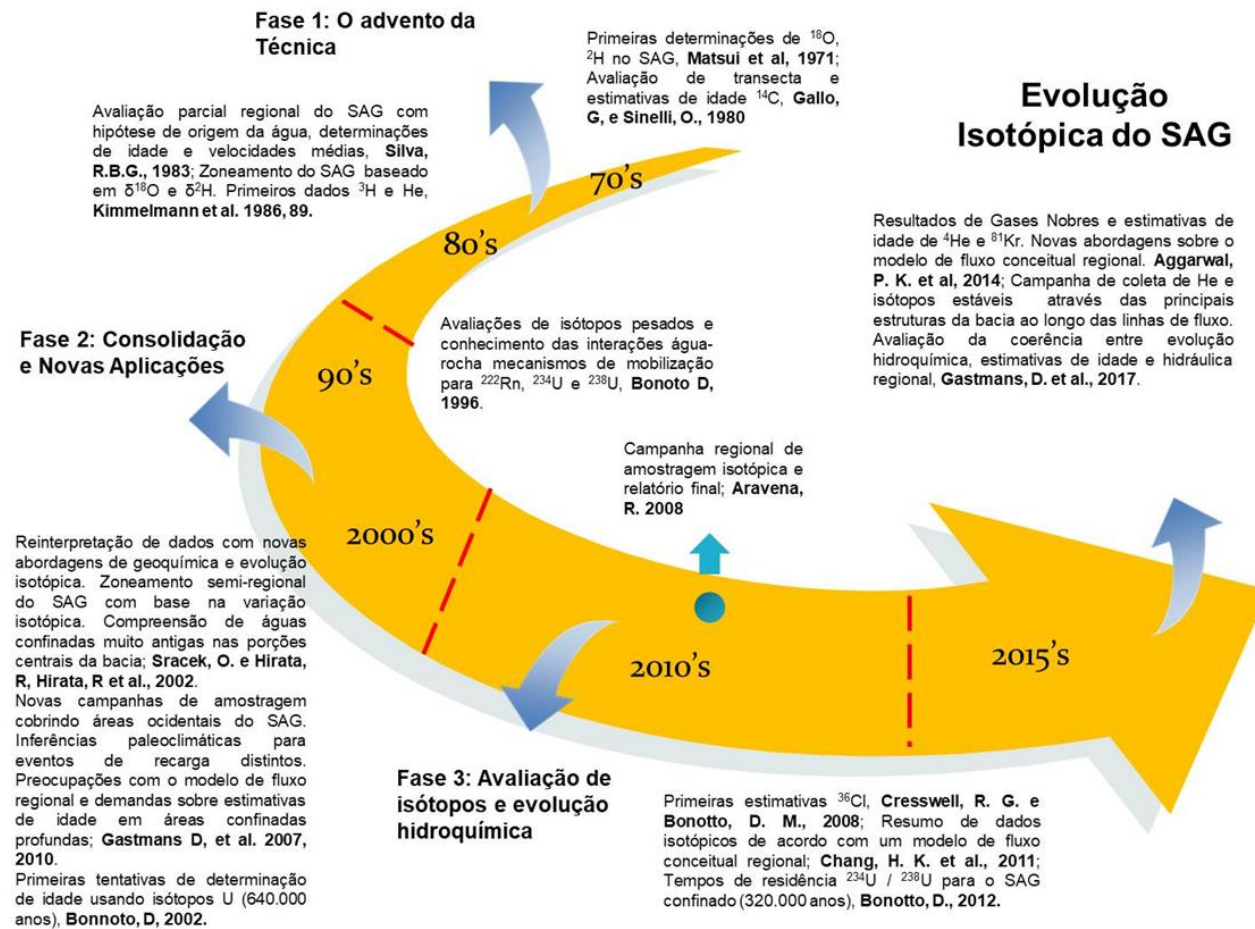 Evolução
Isotópica do SAG
Fase 1: O advento da
Técnica
Primeiras determinações de ¹⁸O,
²H no SAG, Matsui et al, 1971;
Avaliação de transecta e
estimativas de idade ¹⁴C, Gallo,
G, e Sinelli, O., 1980
Avaliação parcial regional do SAG com
hipótese de origem da água, determinações
de idade e velocidades médias, Silva,
R.B.G., 1983; Zoneamento do SAG baseado
em δ¹⁸O e δ²H. Primeiros dados ³H e He,
Kimmelmann et al. 1986, 89.
70's
80's
Fase 2: Consolidação
e Novas Aplicações
90's
Avaliações de isótopos pesados e
conhecimento das interações água-
rocha mecanismos de mobilização
para ²²²Rn, ²³⁴U e ²³⁸U, Bonoto D,
1996.
2000's
Reinterpretação de dados com novas
abordagens de geoquímica e evolução
isotópica. Zoneamento semi-regional
do SAG com base na variação
isotópica. Compreensão de águas
confinadas muito antigas nas porções
centrais da bacia; Sracek, O. e Hirata,
R, Hirata, R et al., 2002.
Novas campanhas de amostragem
cobrindo áreas ocidentais do SAG.
Inferências paleoclimáticas para
eventos de recarga distintos.
Preocupações com o modelo de fluxo
regional e demandas sobre estimativas
de idade em áreas confinadas
profundas; Gastmans D, et al. 2007,
2010.
Primeiras tentativas de determinação
de idade usando isótopos U (640.000
anos), Bonnoto, D, 2002.
Campanha regional de
amostragem isotópica e
relatório final; Aravena,
R. 2008
2010's
Fase 3: Avaliação de
isótopos e evolução
hidroquímica
Primeiras estimativas ³⁶Cl, Cresswell, R. G. e
Bonotto, D. M., 2008; Resumo de dados
isotópicos de acordo com um modelo de fluxo
conceitual regional; Chang, H. K. et al., 2011;
Tempos de residência ²³⁴U / ²³⁸U para o SAG
confinado (320.000 anos), Bonotto, D., 2012.
2015's
Resultados de Gases Nobres e estimativas de
idade de ⁴He e ⁸¹Kr. Novas abordagens sobre o
modelo de fluxo conceitual regional. Aggarwal,
P. K. et al, 2014; Campanha de coleta de He e
isótopos estáveis através das principais
estruturas da bacia ao longo das linhas de fluxo.
Avaliação da coerência entre evolução
hidroquímica, estimativas de idade e hidráulica
regional, Gastmans, D. et al., 2017.